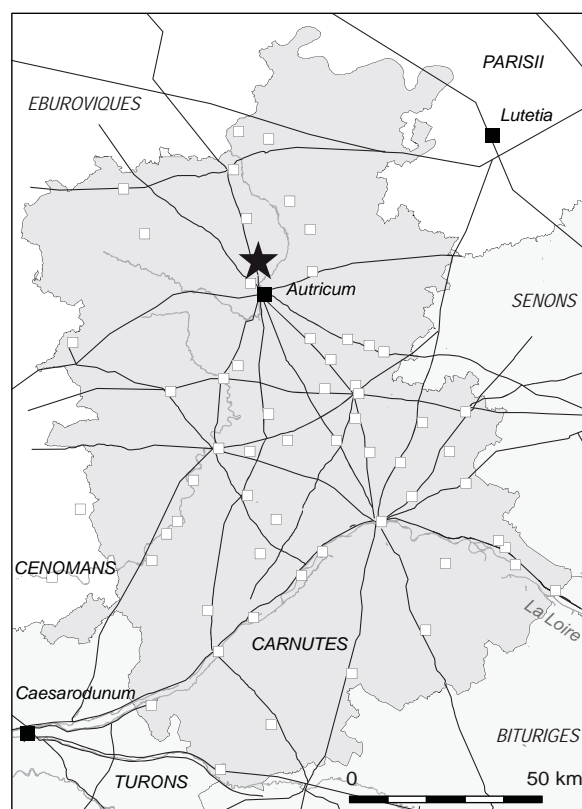 PARISII
EBUROVIQUES
Lutetia
Autricum
SENONS
CENOMANS
La Loire
CARNUTES
Caesarodunum
BITURIGES
TURONS
0 50 km